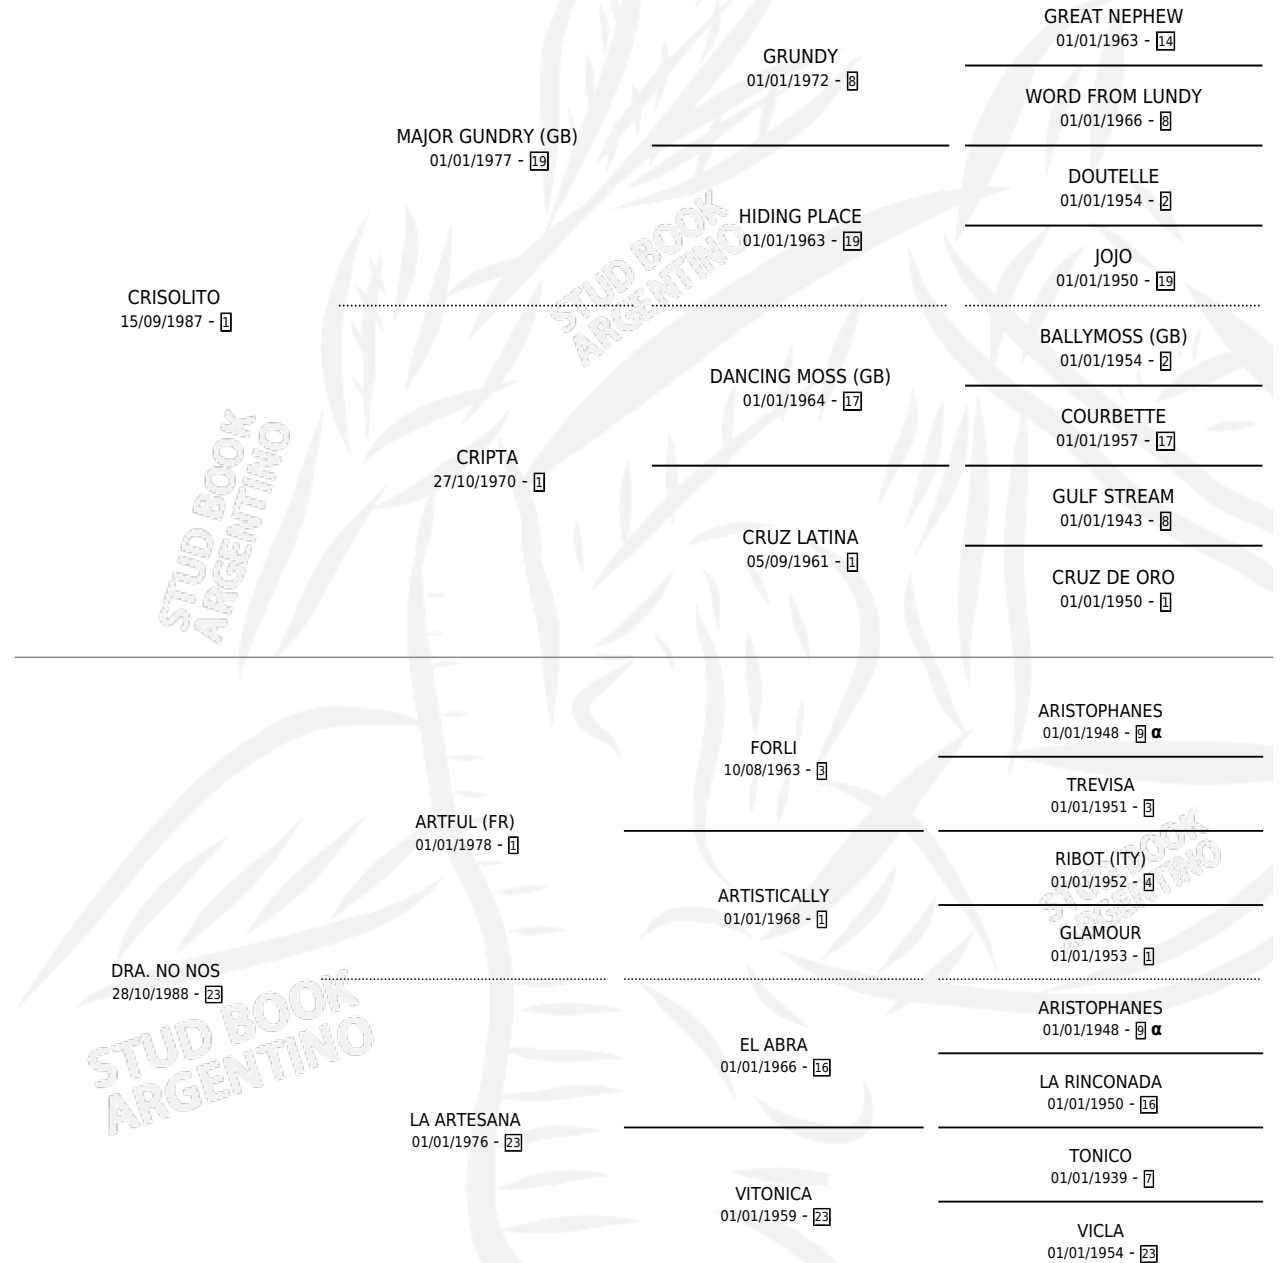 GREAT NEPHEW
01/01/1963 - 14
GRUNDY
01/01/1972 - 8
WORD FROM LUNDY
01/01/1966 - 8
MAJOR GUNDRY (GB)
01/01/1977 - 19
DOUTELLE
01/01/1954 - 2
HIDING PLACE
01/01/1963 - 19
JOJO
01/01/1950 - 19
CRISOLITO
15/09/1987 - 1
BALLYMOSS (GB)
01/01/1954 - 2
DANCING MOSS (GB)
01/01/1964 - 17
COURBETTE
01/01/1957 - 17
CRIPTA
27/10/1970 - 1
GULF STREAM
01/01/1943 - 8
CRUZ LATINA
05/09/1961 - 1
CRUZ DE ORO
01/01/1950 - 1
ARISTOPHANES
01/01/1948 - 9 α
FORLI
10/08/1963 - 3
TREVISA
01/01/1951 - 3
ARTFUL (FR)
01/01/1978 - 1
RIBOT (ITY)
01/01/1952 - 4
ARTISTICALLY
01/01/1968 - 1
GLAMOUR
01/01/1953 - 1
DRA. NO NOS
28/10/1988 - 23
ARISTOPHANES
01/01/1948 - 9 α
EL ABRA
01/01/1966 - 16
LA RINCONADA
01/01/1950 - 16
LA ARTESANA
01/01/1976 - 23
TONICO
01/01/1939 - 7
VITONICA
01/01/1959 - 23
VICLA
01/01/1954 - 23
STUD BOOK
ARGENTINO
STUD BOOK
ARGENTINO
STUD BOOK
ARGENTINO
STUD BOOK
ARGENTINO